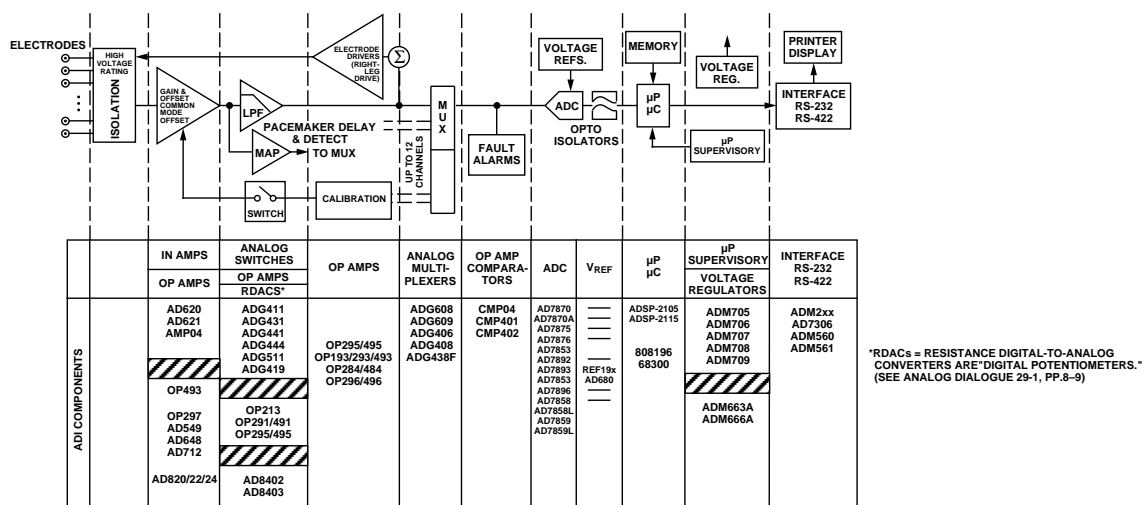 ELECTRODES
HIGH
VOLTAGE
RATING
ISOLATION
GAIN &
OFFSET
COMMON
MODE
OFFSET
LPF
MAP
PACEMAKER DELAY
& DETECT
TO MUX
SWITCH
CALIBRATION
ELECTRODE
DRIVERS
(RIGHT-
LEG
DRIVE)
Σ
UP TO 12
CHANNELS
MUX
FAULT
ALARMS
VOLTAGE
REFS.
ADC
OPTO
ISOLATORS
MEMORY
µP
µC
VOLTAGE
REG.
µP
SUPERVISORY
PRINTER
DISPLAY
INTERFACE
RS-232
RS-422
ADI COMPONENTS
IN AMPS
OP AMPS
AD620
AD621
AMP04
OP493
OP297
AD549
AD648
AD712
AD820/22/24
ANALOG
SWITCHES
OP AMPS
RDACS*
ADG411
ADG431
ADG441
ADG444
ADG511
ADG419
OP213
OP291/491
OP295/495
AD8402
AD8403
OP AMPS
OP295/495
OP193/293/493
OP284/484
OP296/496
ANALOG
MULTI-
PLEXERS
ADG608
ADG609
ADG406
ADG408
ADG438F
OP AMP
COMPARA-
TORS
CMP04
CMP401
CMP402
ADC
AD7870
AD7870A
AD7875
AD7876
AD7853
AD7892
AD7893
AD7853
AD7896
AD7858
AD7858L
AD7859
AD7859L
VREF
REF19x
AD680
µP
µC
ADSP-2105
ADSP-2115
808196
68300
µP
SUPERVISORY
VOLTAGE
REGULATORS
ADM705
ADM706
ADM707
ADM708
ADM709
ADM663A
ADM666A
INTERFACE
RS-232
RS-422
ADM2xx
AD7306
ADM560
ADM561
*RDACs = RESISTANCE DIGITAL-TO-ANALOG
CONVERTERS ARE"DIGITAL POTENTIOMETERS."
(SEE ANALOG DIALOGUE 29-1, PP.8–9)